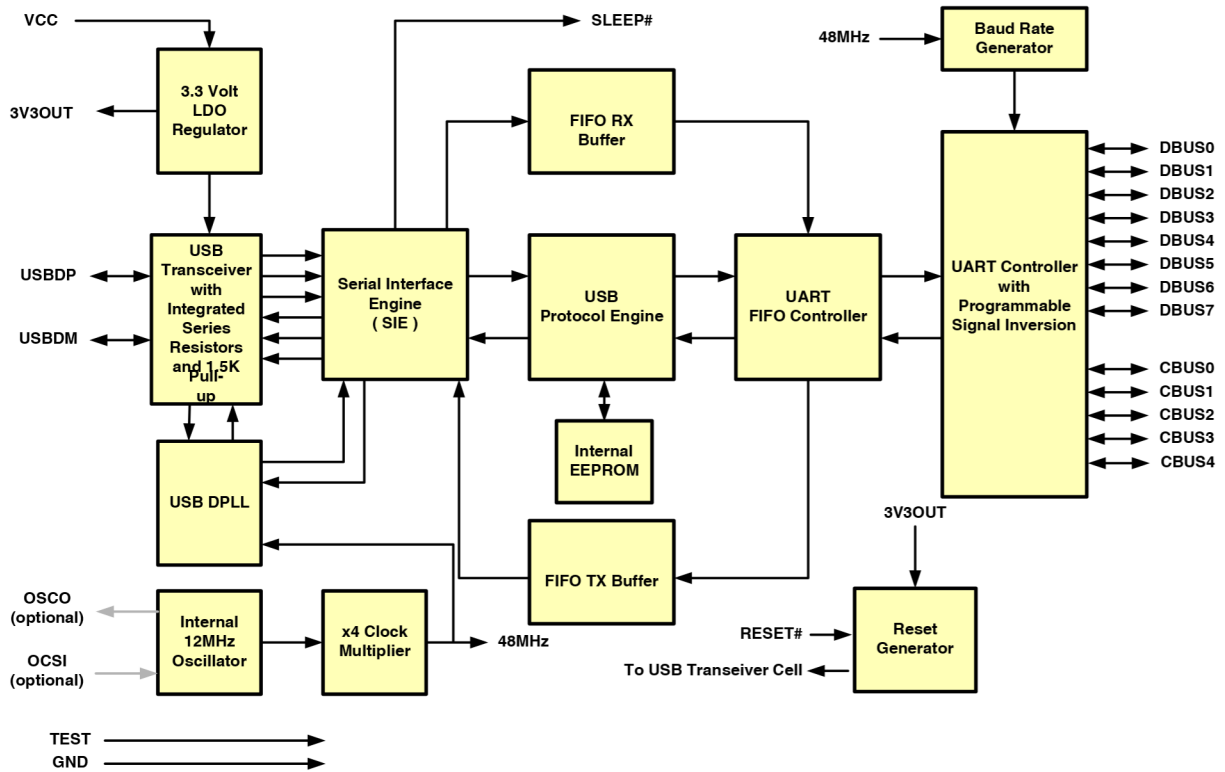 VCC
SLEEP#
48MHz
Baud Rate
Generator
3.3 Volt
LDO
Regulator
3V3OUT
FIFO RX
Buffer
DBUS0
DBUS1
DBUS2
DBUS3
DBUS4
DBUS5
DBUS6
DBUS7
USBDP
USBDM
USB
Transceiver
with
Integrated
Series
Resistors
and 1.5K
Pull-
up
Serial Interface
Engine
( SIE )
USB
Protocol Engine
UART
FIFO Controller
UART Controller
with
Programmable
Signal Inversion
CBUS0
CBUS1
CBUS2
CBUS3
CBUS4
Internal
EEPROM
USB DPLL
3V3OUT
FIFO TX Buffer
OSCO
(optional)
OCSI
(optional)
Internal
12MHz
Oscillator
x4 Clock
Multiplier
48MHz
RESET#
Reset
Generator
To USB Transeiver Cell
TEST
GND